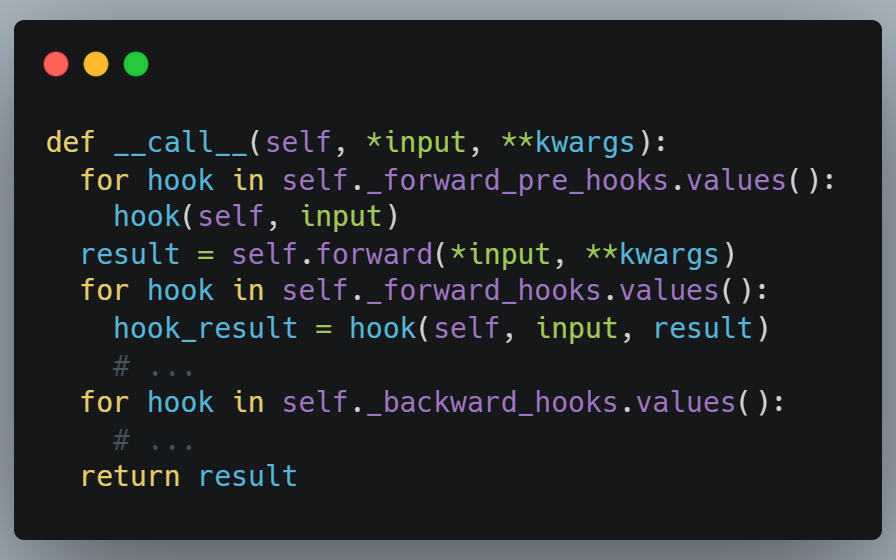 def __call__(self, *input, **kwargs):
  for hook in self._forward_pre_hooks.values():
    hook(self, input)
  result = self.forward(*input, **kwargs)
  for hook in self._forward_hooks.values():
    hook_result = hook(self, input, result)
    # ...
  for hook in self._backward_hooks.values():
    # ...
  return result